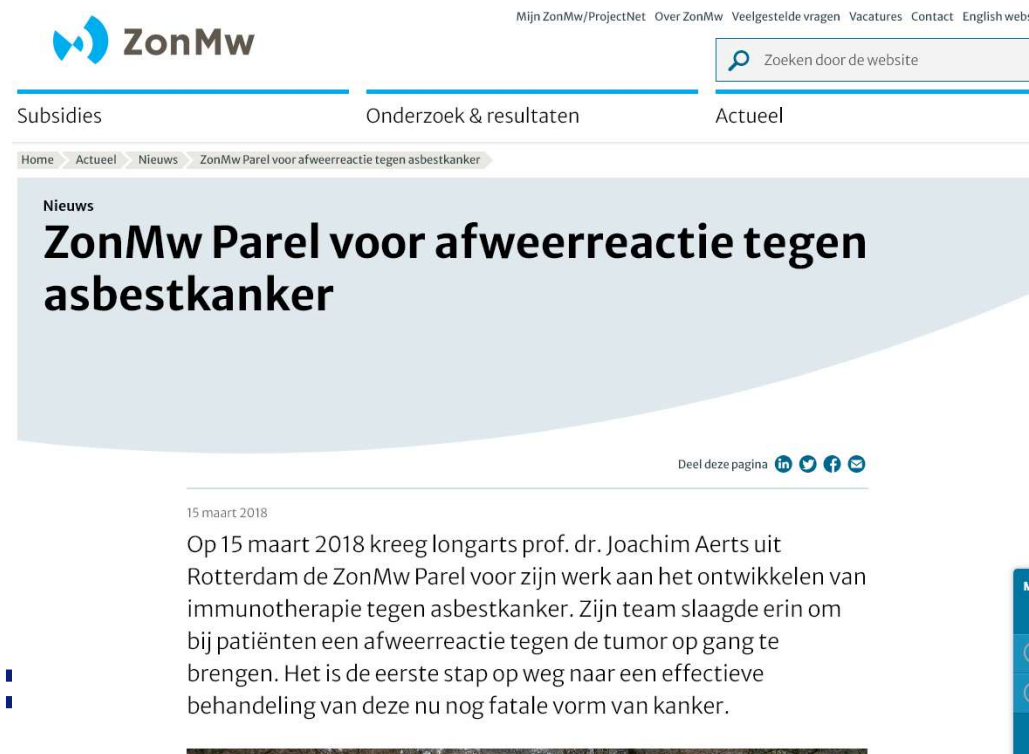 Mijn ZonMw/ProjectNet Over ZonMw Veelgestelde vragen Vacatures Contact English
ZonMw
Zoeken door de website
Subsidies
Onderzoek & resultaten
Actueel
Home Actueel Nieuws ZonMw Parel voor afweerreactie tegen asbestkanker
Nieuws
ZonMw Parel voor afweerreactie tegen
asbestkanker
Deel deze pagina
15 maart 2018
Op 15 maart 2018 kreeg longarts prof. dr. Joachim Aerts uit
Rotterdam de ZonMw Parel voor zijn werk aan het ontwikkelen van
immunotherapie tegen asbestkanker. Zijn team slaagde erin om
bij patiënten een afweerreactie tegen de tumor op gang te
brengen. Het is de eerste stap op weg naar een effectieve
behandeling van deze nu nog fatale vorm van kanker.